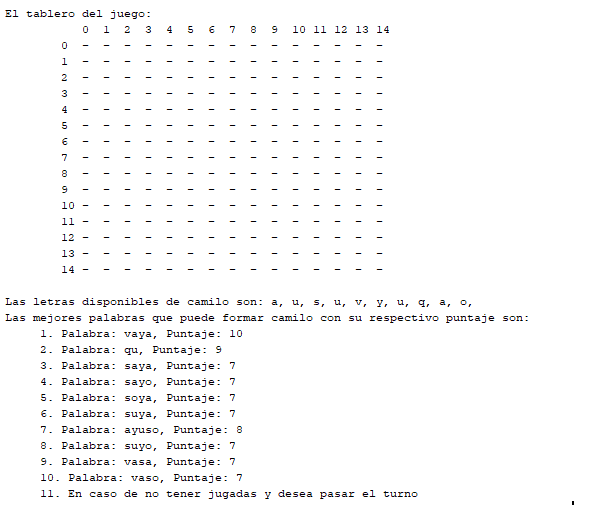 El tablero del juego:
0 1 2 3 4 5 6 7 8 9 10 11 12 13 14
0 - - - - - - - - - - - - - - -
1 - - - - - - - - - - - - - - -
2 - - - - - - - - - - - - - - -
3 - - - - - - - - - - - - - - -
4 - - - - - - - - - - - - - - -
5 - - - - - - - - - - - - - - -
6 - - - - - - - - - - - - - - -
7 - - - - - - - - - - - - - - -
8 - - - - - - - - - - - - - - -
9 - - - - - - - - - - - - - - -
10 - - - - - - - - - - - - - - -
11 - - - - - - - - - - - - - - -
12 - - - - - - - - - - - - - - -
13 - - - - - - - - - - - - - - -
14 - - - - - - - - - - - - - - -
Las letras disponibles de camilo son: a, u, s, u, v, y, u, q, a, o,
Las mejores palabras que puede formar camilo con su respectivo puntaje son:
1. Palabra: vaya, Puntaje: 10
2. Palabra: qu, Puntaje: 9
3. Palabra: saya, Puntaje: 7
4. Palabra: sayo, Puntaje: 7
5. Palabra: soya, Puntaje: 7
6. Palabra: suya, Puntaje: 7
7. Palabra: ayuso, Puntaje: 8
8. Palabra: suyo, Puntaje: 7
9. Palabra: vasa, Puntaje: 7
10. Palabra: vaso, Puntaje: 7
11. En caso de no tener jugadas y desea pasar el turno